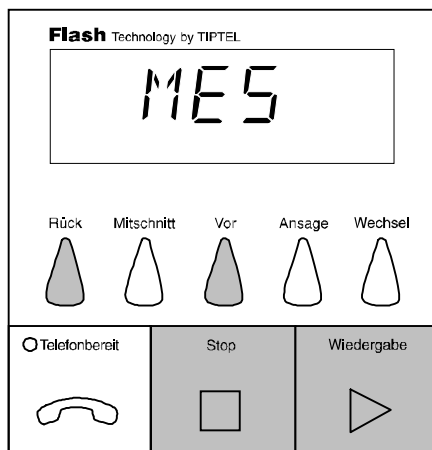 Flash Technology by TIPTEL
MES
Rück Mitschnitt Vor Ansage Wechsel
Telefonbereit Stop Wiedergabe